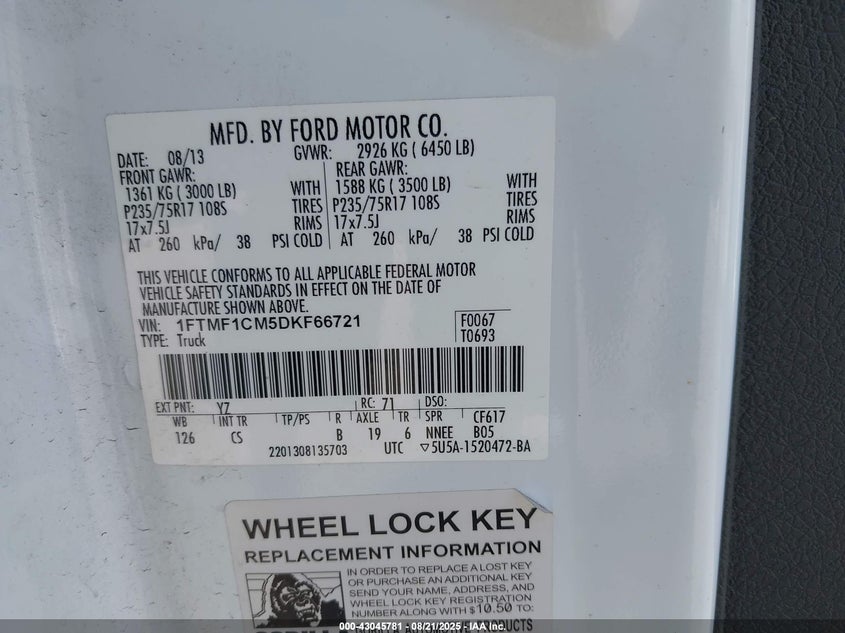 MFD. BY FORD MOTOR CO.
DATE: 08/13 GVWR: 2926 KG ( 6450 LB)
FRONT GAWR: REAR GAWR:
1361 KG ( 3000 LB) WITH 1588 KG ( 3500 LB) WITH
P235/75R17 108S TIRES P235/75R17 108S TIRES
17x7.5J RIMS 17x7.5J RIMS
AT 260 kPa/ 38 PSI COLD AT 260 kPa/ 38 PSI COLD
THIS VEHICLE CONFORMS TO ALL APPLICABLE FEDERAL MOTOR
VEHICLE SAFETY STANDARDS IN EFFECT ON THE DATE OF
MANUFACTURE SHOWN ABOVE.
VIN: 1FTMF1CM5DKF66721 F0067
TYPE: Truck T0693
EXT PNT: YZ RC: 71 DSO:
WB INT TR TP/PS R AXLE TR SPR CF617
126 CS B 19 6 NNEE B05
2201308135703 UTC ▽5U5A-1520472-BA
WHEEL LOCK KEY
REPLACEMENT INFORMATION
IN ORDER TO REPLACE A LOST KEY
OR PURCHASE AN ADDITIONAL KEY
SEND YOUR NAME, ADDRESS, AND
WHEEL LOCK KEY REGISTRATION
NUMBER ALONG WITH $10.50 TO:
GORILLA AUTOMOTIVE PRODUCTS
000-43045781 - 08/21/2025 - IAA Inc.